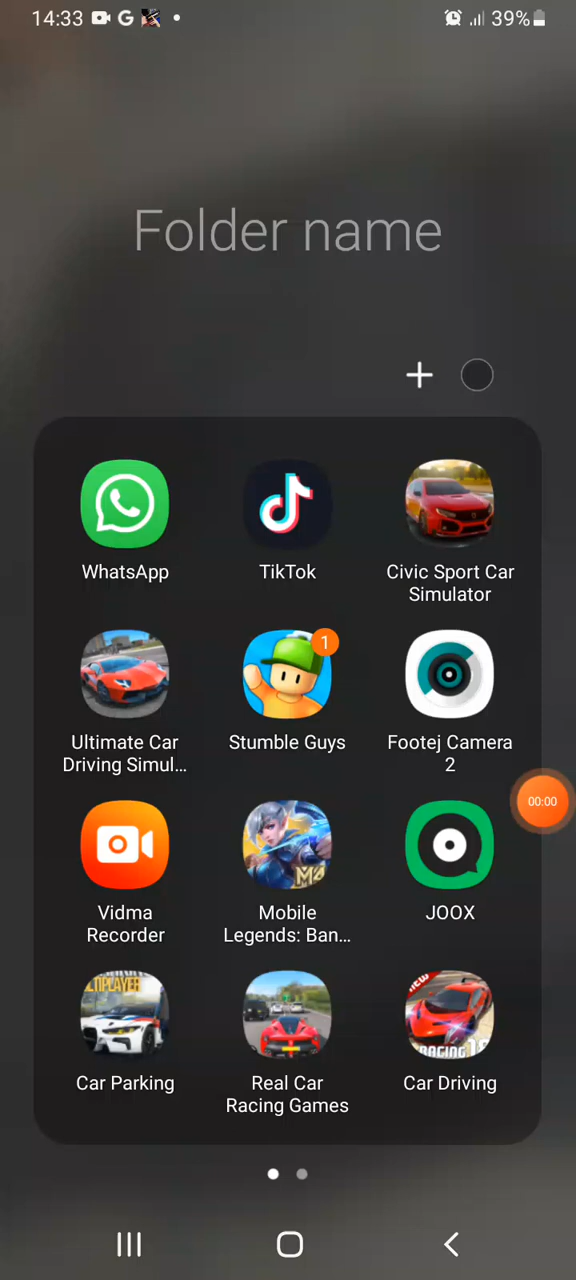 14:33 G 39%
Folder name
WhatsApp
TikTok
Civic Sport Car
Simulator
Ultimate Car
Driving Simul...
1
Stumble Guys
Footej Camera
2
00:00
Vidma
Recorder
M4
Mobile
Legends: Ban...
JOOX
Car Parking
Real Car
Racing Games
Car Driving